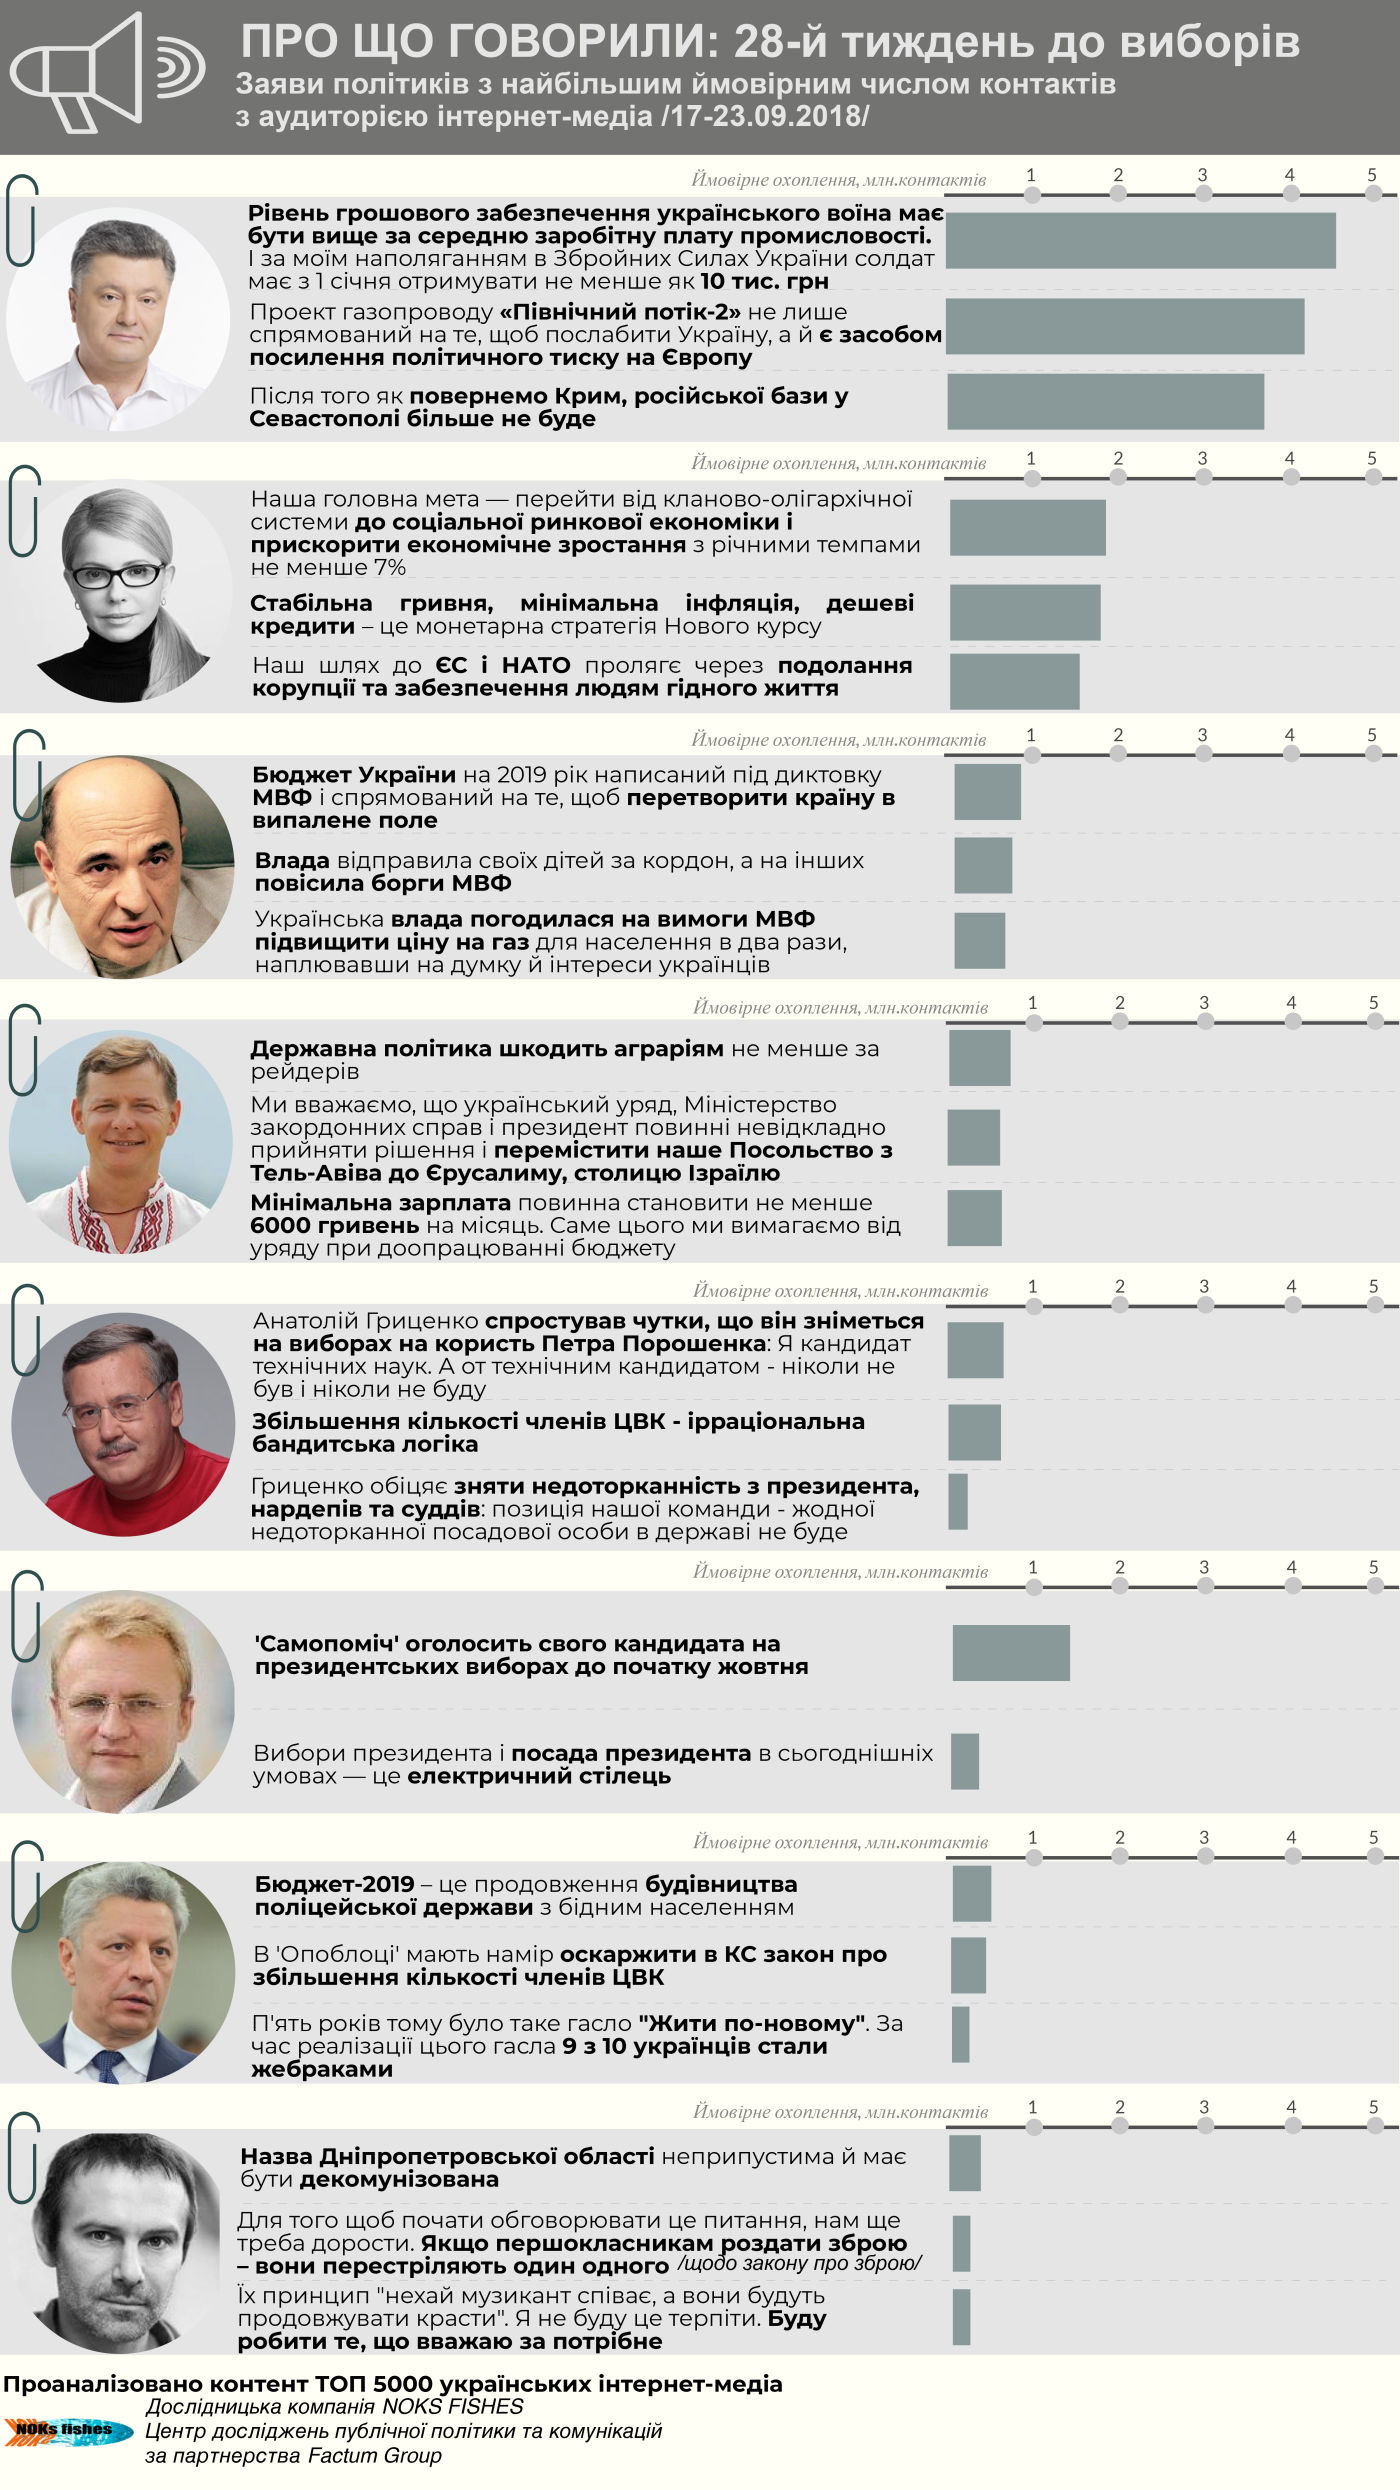 ПРО ЩО ГОВОРИЛИ: 28-й тиждень до виборів
Заяви політиків з найбільшим ймовірним числом контактів
з аудиторією інтернет-медіа /17-23.09.2018/
Ймовірне охоплення, млн.контактів 1 2 3 4 5
Рівень грошового забезпечення українського воїна має
бути вище за середню заробітну плату промисловості.
І за моїм наполяганням в Збройних Силах України солдат
має з 1 січня отримувати не менше як 10 тис. грн
Проект газопроводу «Північний потік-2» не лише
спрямований на те, щоб послабити Україну, а й є засобом
посилення політичного тиску на Європу
Після того як повернемо Крим, російської бази у
Севастополі більше не буде
Ймовірне охоплення, млн.контактів 1 2 3 4 5
Наша головна мета — перейти від кланово-олігархічної
системи до соціальної ринкової економіки і
прискорити економічне зростання з річними темпами
не менше 7%
Стабільна гривня, мінімальна інфляція, дешеві
кредити – це монетарна стратегія Нового курсу
Наш шлях до ЄС і НАТО пролягє через подолання
корупції та забезпечення людям гідного життя
Ймовірне охоплення, млн.контактів 1 2 3 4 5
Бюджет України на 2019 рік написаний під диктовку
МВФ і спрямований на те, щоб перетворити країну в
випалене поле
Влада відправила своїх дітей за кордон, а на інших
повісила борги МВФ
Українська влада погодилася на вимоги МВФ
підвищити ціну на газ для населення в два рази,
наплювавши на думку й інтереси українців
Ймовірне охоплення, млн.контактів 1 2 3 4 5
Державна політика шкодить аграріям не менше за
рейдерів
Ми вважаємо, що український уряд, Міністерство
закордонних справ і президент повинні невідкладно
прийняти рішення і перемістити наше Посольство з
Тель-Авіва до Єрусалиму, столицю Ізраїлю
Мінімальна зарплата повинна становити не менше
6000 гривень на місяць. Саме цього ми вимагаємо від
уряду при доопрацюванні бюджету
Ймовірне охоплення, млн.контактів 1 2 3 4 5
Анатолій Гриценко спростував чутки, що він зніметься
на виборах на користь Петра Порошенка: Я кандидат
технічних наук. А от технічним кандидатом - ніколи не
був і ніколи не буду
Збільшення кількості членів ЦВК - ірраціональна
бандитська логіка
Гриценко обіцяє зняти недоторканність з президента,
нардепів та суддів: позиція нашої команди - жодної
недоторканної посадової особи в державі не буде
Ймовірне охоплення, млн.контактів 1 2 3 4 5
'Самопоміч' оголосить свого кандидата на
президентських виборах до початку жовтня
Вибори президента і посада президента в сьогоднішніх
умовах — це електричний стілець
Ймовірне охоплення, млн.контактів 1 2 3 4 5
Бюджет-2019 – це продовження будівництва
поліцейської держави з бідним населенням
В 'Опоблоці' мають намір оскаржити в КС закон про
збільшення кількості членів ЦВК
П'ять років тому було таке гасло "Жити по-новому". За
час реалізації цього гасла 9 з 10 українців стали
жебраками
Ймовірне охоплення, млн.контактів 1 2 3 4 5
Назва Дніпропетровської області неприпустима й має
бути декомунізована
Для того щоб почати обговорювати це питання, нам ще
треба дорости. Якщо першокласникам роздати зброю
– вони перестріляють один одного /щодо закону про зброю/
Їх принцип "нехай музикант співає, а вони будуть
продовжувати красти". Я не буду це терпіти. Буду
робити те, що вважаю за потрібне
Проаналізовано контент ТОП 5000 українських інтернет-медіа
Дослідницька компанія NOKS FISHES
NOKs fishes
Центр досліджень публічної політики та комунікацій
за партнерства Factum Group